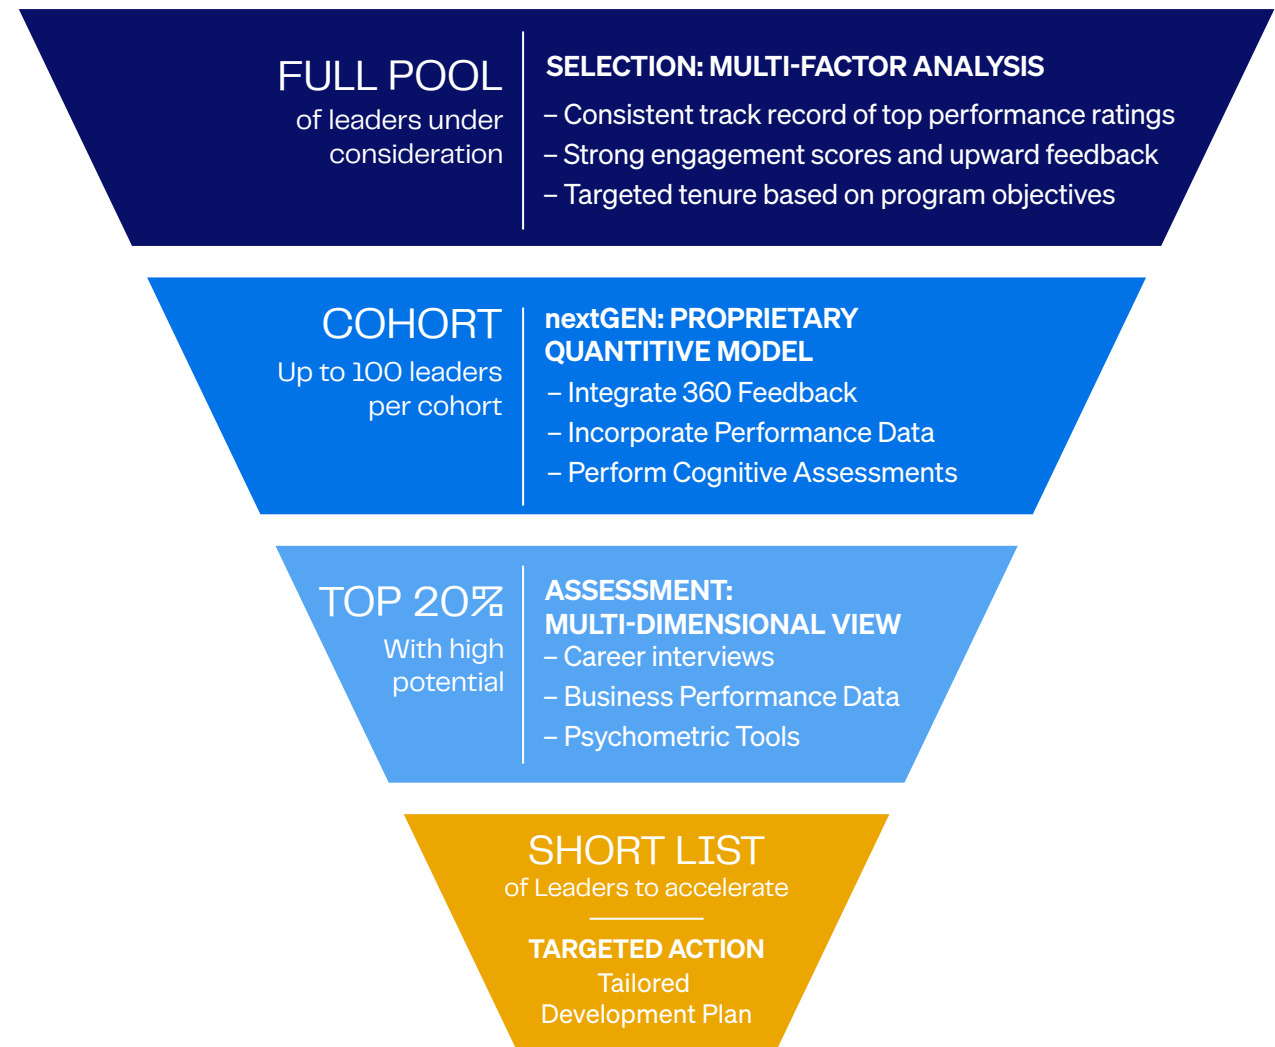 FULL POOL
of leaders under
consideration
SELECTION: MULTI-FACTOR ANALYSIS
– Consistent track record of top performance ratings
– Strong engagement scores and upward feedback
– Targeted tenure based on program objectives
COHORT
Up to 100 leaders
per cohort
nextGEN: PROPRIETARY
QUANTITIVE MODEL
– Integrate 360 Feedback
– Incorporate Performance Data
– Perform Cognitive Assessments
TOP 20%
With high
potential
ASSESSMENT:
MULTI-DIMENSIONAL VIEW
– Career interviews
– Business Performance Data
– Psychometric Tools
SHORT LIST
of Leaders to accelerate
TARGETED ACTION
Tailored
Development Plan